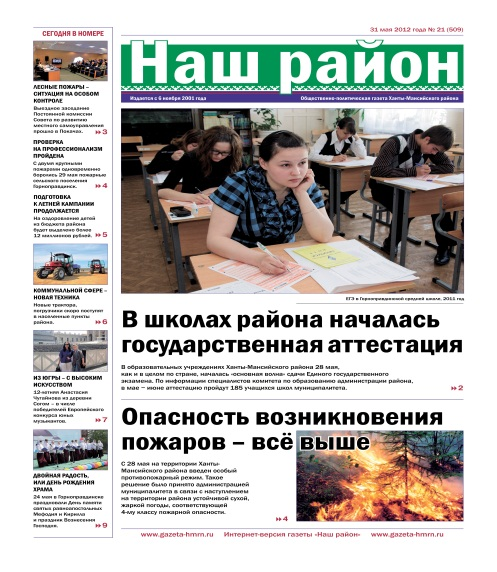 СЕГОДНЯ В НОМЕРЕ
31 мая 2012 года № 21 (509)
Наш район
Издается с 6 ноября 2001 года
Общественно-политическая газета Ханты-Мансийского района
ЛЕСНЫЕ ПОЖАРЫ –
СИТУАЦИЯ НА ОСОБОМ
КОНТРОЛЕ
Выездное заседание
Постоянной комиссии
Совета по развитию
местного самоуправления
прошло в Покачах.
3
ПРОВЕРКА
НА ПРОФЕССИОНАЛИЗМ
ПРОЙДЕНА
С двумя крупными
пожарами одновременно
боролись 29 мая пожарные
сельского поселения
Горноправдинск.
4
ПОДГОТОВКА
К ЛЕТНЕЙ КАМПАНИИ
ПРОДОЛЖАЕТСЯ
На оздоровление детей
из бюджета района
будет выделено более
12 миллионов рублей.
5
КОММУНАЛЬНОЙ СФЕРЕ –
НОВАЯ ТЕХНИКА
Новые трактора,
погрузчики скоро поступят
в населенные пункты
района.
6
ИЗ ЮГРЫ – С ВЫСОКИМ
ИСКУССТВОМ
12-летняя Анастасия
Чугайнова из деревни
Согом – в числе
победителей Европейского
конкурса юных
музыкантов.
7
ДВОЙНАЯ РАДОСТЬ,
ИЛИ ДЕНЬ РОЖДЕНИЯ
ХРАМА
24 мая в Горноправдинске
праздновали День памяти
святых равноапостольных
Мефодия и Кирилла
и праздник Вознесения
Господня.
9
ЕГЭ в Горноправдинской средней школе, 2011 год
В школах района началась
государственная аттестация
В образовательных учреждениях Ханты-Мансийского района 28 мая,
как и в целом по стране, началась «основная волна» сдачи Единого государственного
экзамена. По информации специалистов комитета по образованию администрации района,
в мае – июне аттестацию пройдут 185 учащихся школ муниципалитета.
2
Опасность возникновения
пожаров – всё выше
С 28 мая на территории Ханты-
Мансийского района введен особый
противопожарный режим. Такое
решение было принято администрацией
муниципалитета в связи с наступлением
на территории района устойчивой сухой,
жаркой погоды, соответствующей
4-му классу пожарной опасности.
4
www.gazeta-hmrn.ru Интернет-версия газеты «Наш район» www.gazeta-hmrn.ru